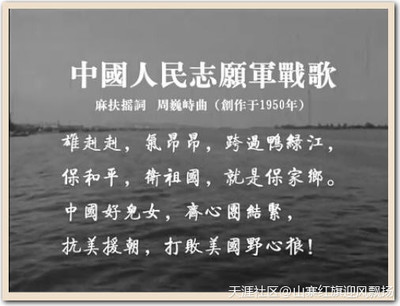 中國人民志願軍戰歌
麻扶摇詞 周巍峙曲（創作于1950年）
雄赳赳，氣昂昂，跨過鴨緑江，
保和平，衛祖國，就是保家鄉。
中國好兒女，齊心團結緊，
抗美援朝，打敗美國野心狼！
天涯社区@山寨红旗迎风飘扬